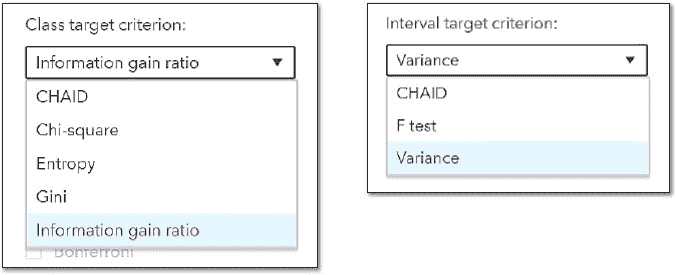 Class target criterion:
Information gain ratio
CHAID
Chi-square
Entropy
Gini
Information gain ratio
Bonferroni
Interval target criterion:
Variance
CHAID
F test
Variance